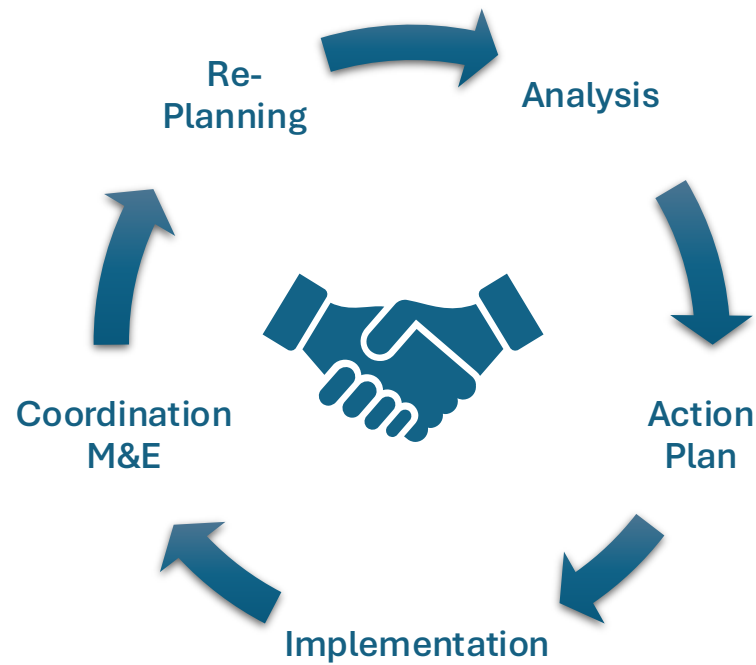 Re-
Planning
Analysis
Action
Plan
Implementation
Coordination
M&E